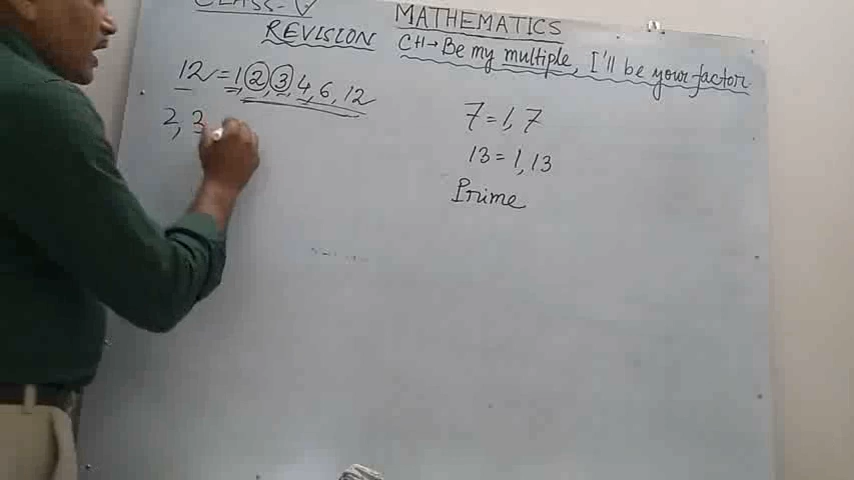 CLASS-V
MATHEMATICS
REVISION
CH→Be my multiple, I'll be your factor
12 = 1, 2, 3, 4, 6, 12
2, 3
7 = 1, 7
13 = 1, 13
Prime